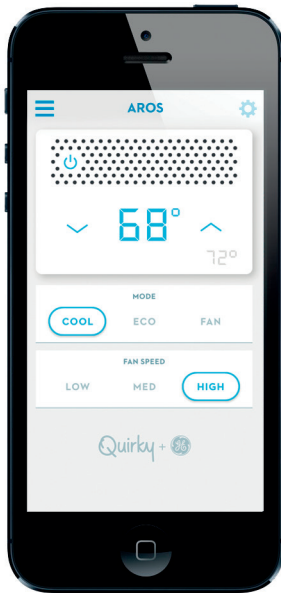 AROS
68°
72°
MODE
COOL ECO FAN
FAN SPEED
LOW MED HIGH
Quirky + GE